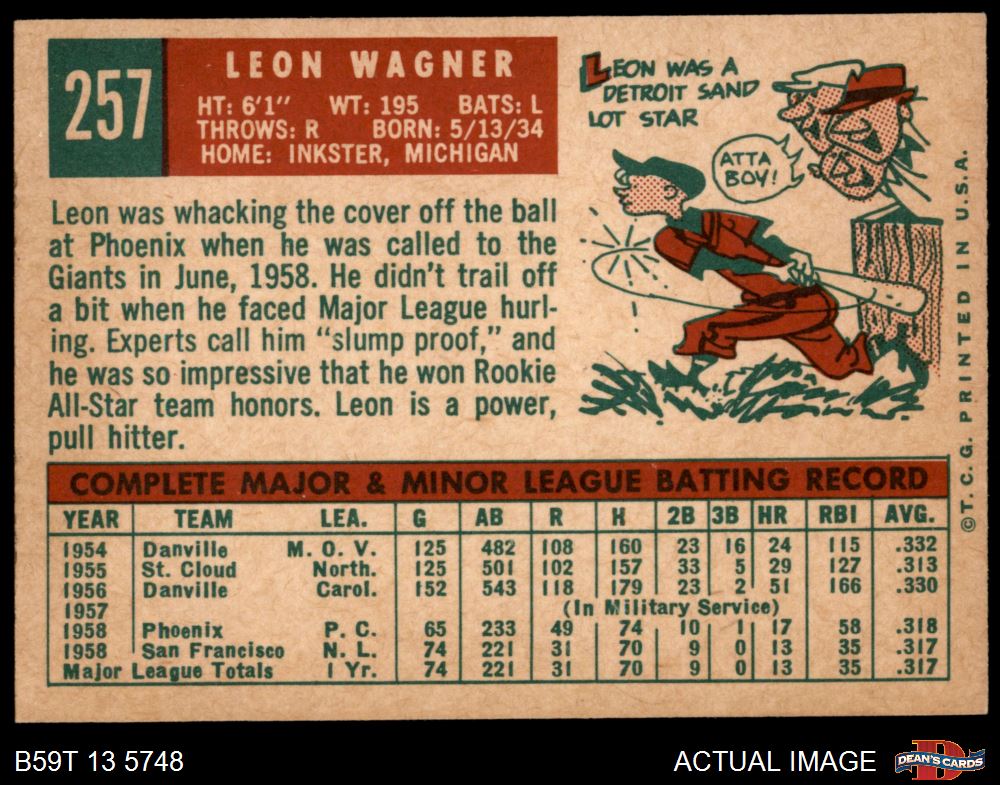 257
LEON WAGNER
HT: 6'1" WT: 195 BATS: L
THROWS: R BORN: 5/13/34
HOME: INKSTER, MICHIGAN
LEON WAS A
DETROIT SAND
LOT STAR
ATTA
BOY!
Leon was whacking the cover off the ball
at Phoenix when he was called to the
Giants in June, 1958. He didn't trail off
a bit when he faced Major League hurl-
ing. Experts call him "slump proof," and
he was so impressive that he won Rookie
All-Star team honors. Leon is a power,
pull hitter.
©T. C. G. PRINTED IN U. S. A.
COMPLETE MAJOR & MINOR LEAGUE BATTING RECORD
YEAR TEAM LEA. G AB R H 2B 3B HR RBI AVG.
1954 Danville M. O. V. 125 482 108 160 23 16 24 115 .332
1955 St. Cloud North. 125 501 102 157 33 5 29 127 .313
1956 Danville Carol. 152 543 118 179 23 2 51 166 .330
1957 (In Military Service)
1958 Phoenix P. C. 65 233 49 74 10 1 17 58 .318
1958 San Francisco N. L. 74 221 31 70 9 0 13 35 .317
Major League Totals 1 Yr. 74 221 31 70 9 0 13 35 .317
B59T 13 5748
ACTUAL IMAGE
DEAN'S CARDS